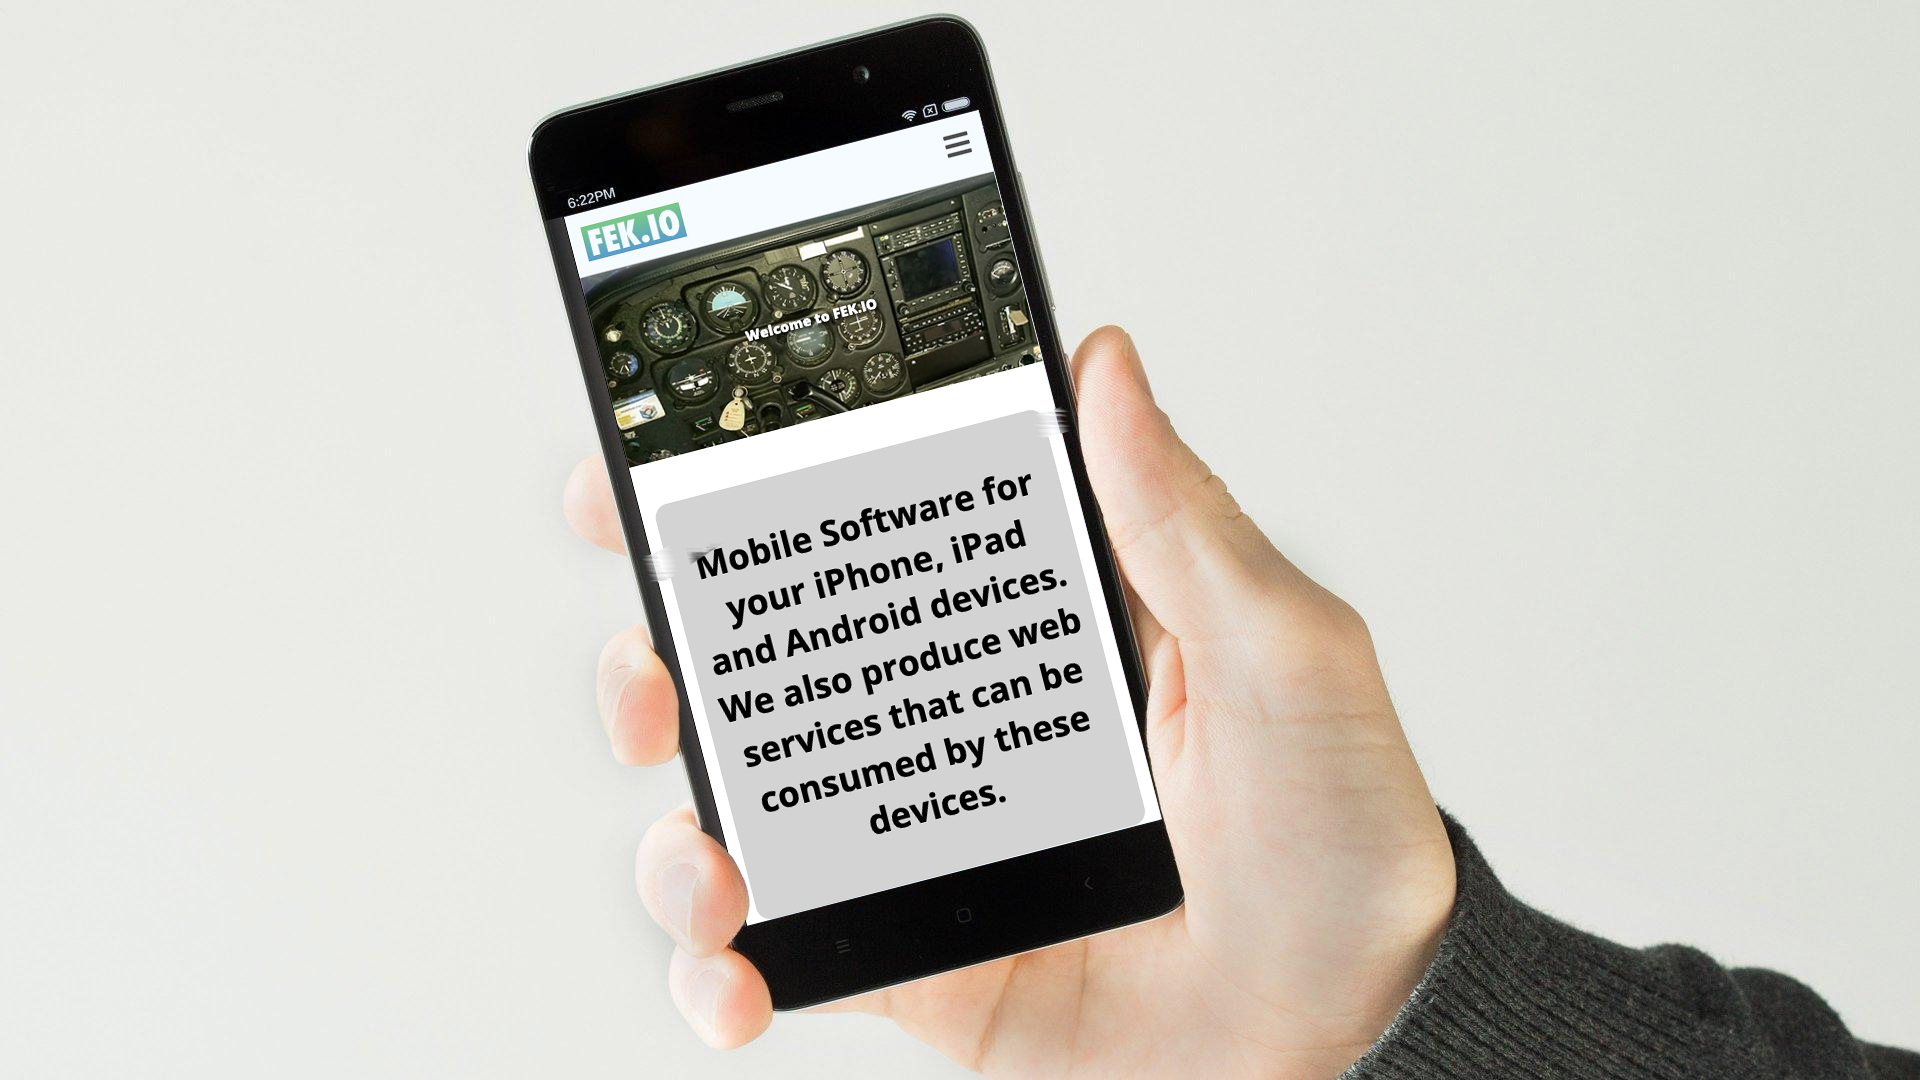 6:22PM
FEK.IO
Welcome to FEK.IO
Mobile Software for
your iPhone, iPad
and Android devices.
We also produce web
services that can be
consumed by these
devices.